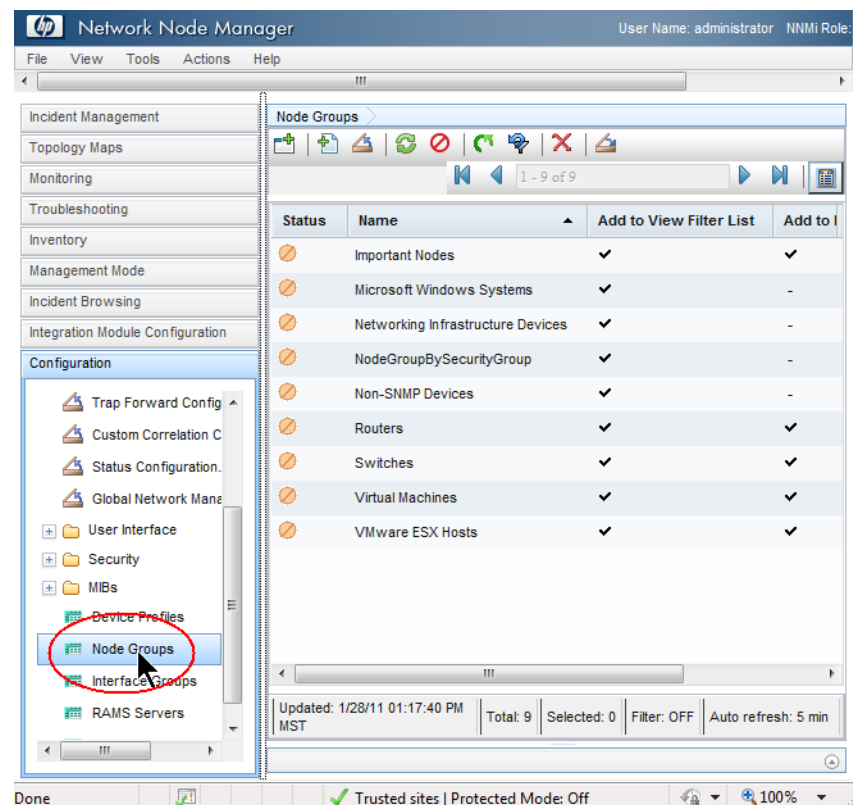 hp Network Node Manager
User Name: administrator NNMi Role:
File View Tools Actions Help
Incident Management
Topology Maps
Monitoring
Troubleshooting
Inventory
Management Mode
Incident Browsing
Integration Module Configuration
Configuration
Trap Forward Config
Custom Correlation C
Status Configuration.
Global Network Mana
User Interface
Security
MIBs
Device Profiles
Node Groups
Interface Groups
RAMS Servers
Node Groups
1 - 9 of 9
Status Name Add to View Filter List Add to
Important Nodes ✔ ✔
Microsoft Windows Systems ✔ -
Networking Infrastructure Devices ✔ -
NodeGroupBySecurityGroup ✔ -
Non-SNMP Devices ✔ -
Routers ✔ ✔
Switches ✔ ✔
Virtual Machines ✔ ✔
VMware ESX Hosts ✔ ✔
Updated: 1/28/11 01:17:40 PM
MST
Total: 9 Selected: 0 Filter: OFF Auto refresh: 5 min
Done Trusted sites | Protected Mode: Off 100%